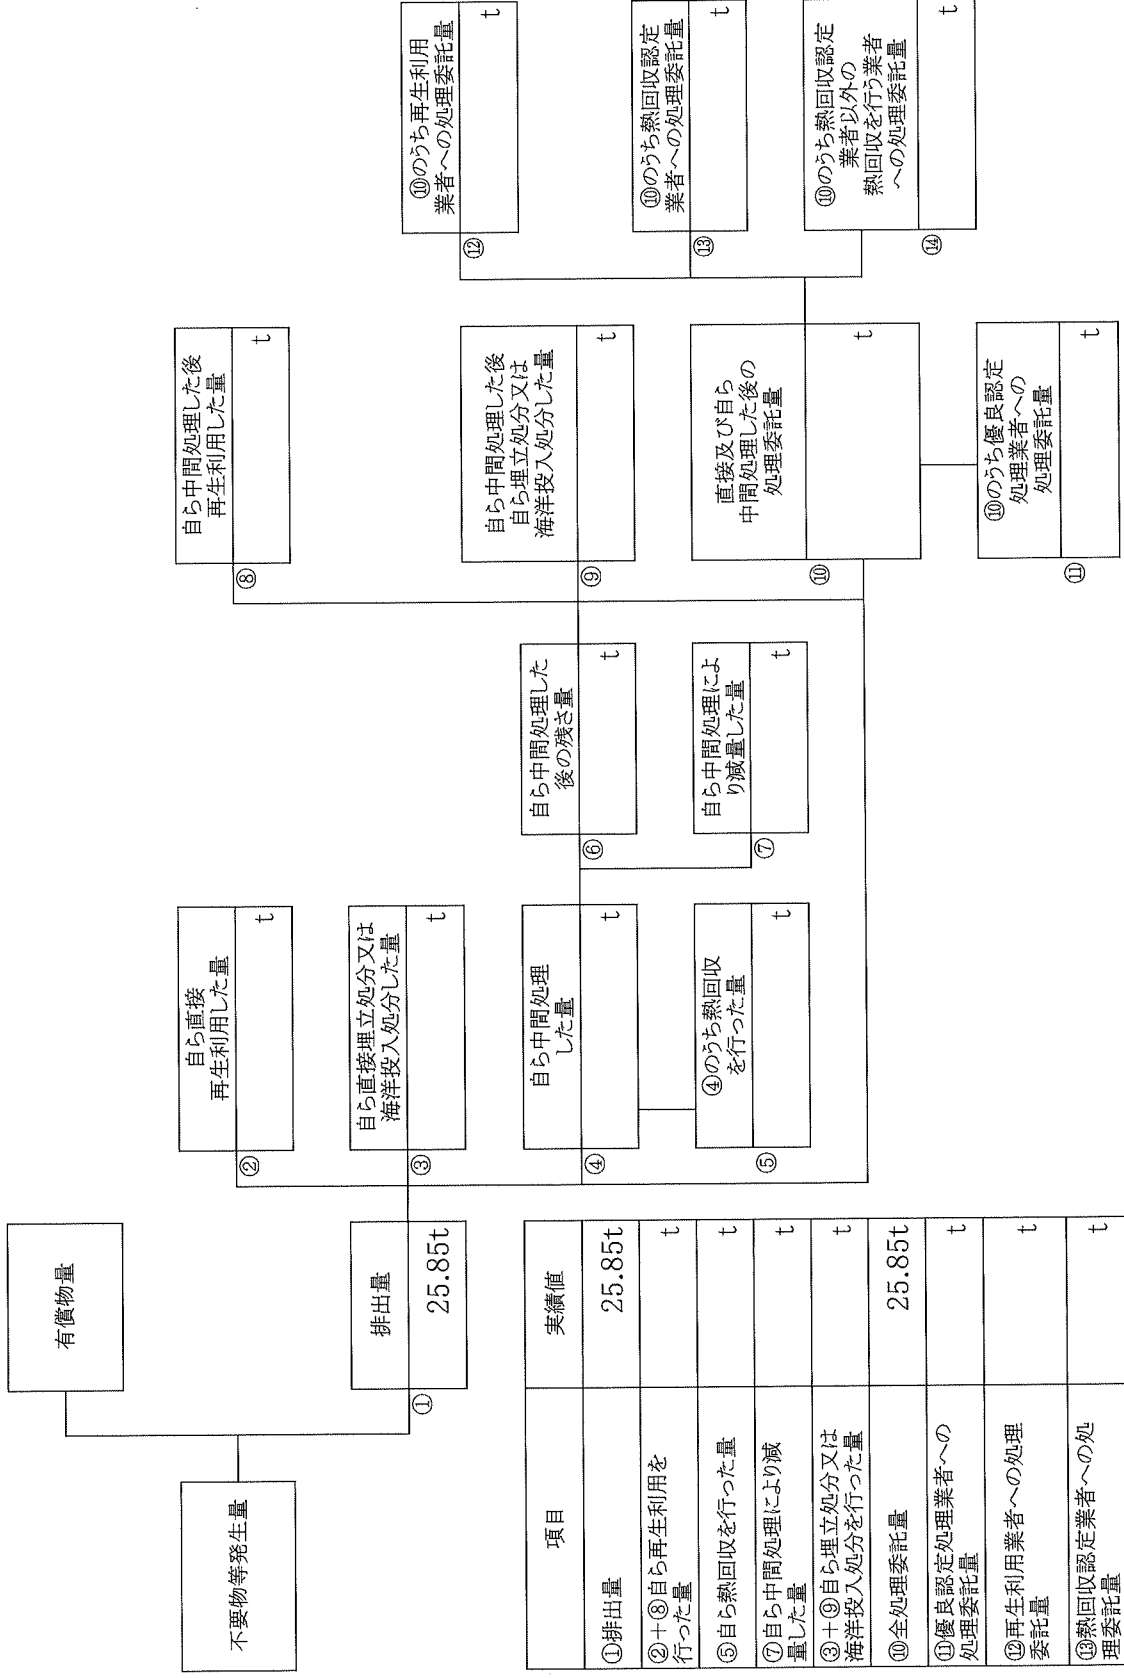 不要物等発生量
有償物量
①
排出量
25.85t
②
自ら直接
再生利用した量
t
③
自ら直接埋立処分又は
海洋投入処分した量
t
④
自ら中間処理
した量
t
⑤
④のうち熱回収
を行った量
t
⑥
自ら中間処理した
後の残さ量
t
⑦
自ら中間処理によ
り減量した量
t
⑧
自ら中間処理した後
再生利用した量
t
⑨
自ら中間処理した後
自ら埋立処分又は
海洋投入処分した量
t
⑩
直接及び自ら
中間処理した後の
処理委託量
t
⑪
⑩のうち優良認定
処理業者への
処理委託量
t
⑫
⑩のうち再生利用
業者への処理委託量
t
⑬
⑩のうち熱回収認定
業者への処理委託量
t
⑭
⑩のうち熱回収認定
業者以外の
熱回収を行う業者
への処理委託量
t
項目 実績値
①排出量 25.85t
②+⑧自ら再生利用を
行った量 t
⑤自ら熱回収を行った量 t
⑦自ら中間処理により減
量した量 t
③+⑨自ら埋立処分又は
海洋投入処分を行った量 t
⑩全処理委託量 25.85t
⑪優良認定処理業者への
処理委託量 t
⑫再生利用業者への処理
委託量 t
⑬熱回収認定業者への処
理委託量 t